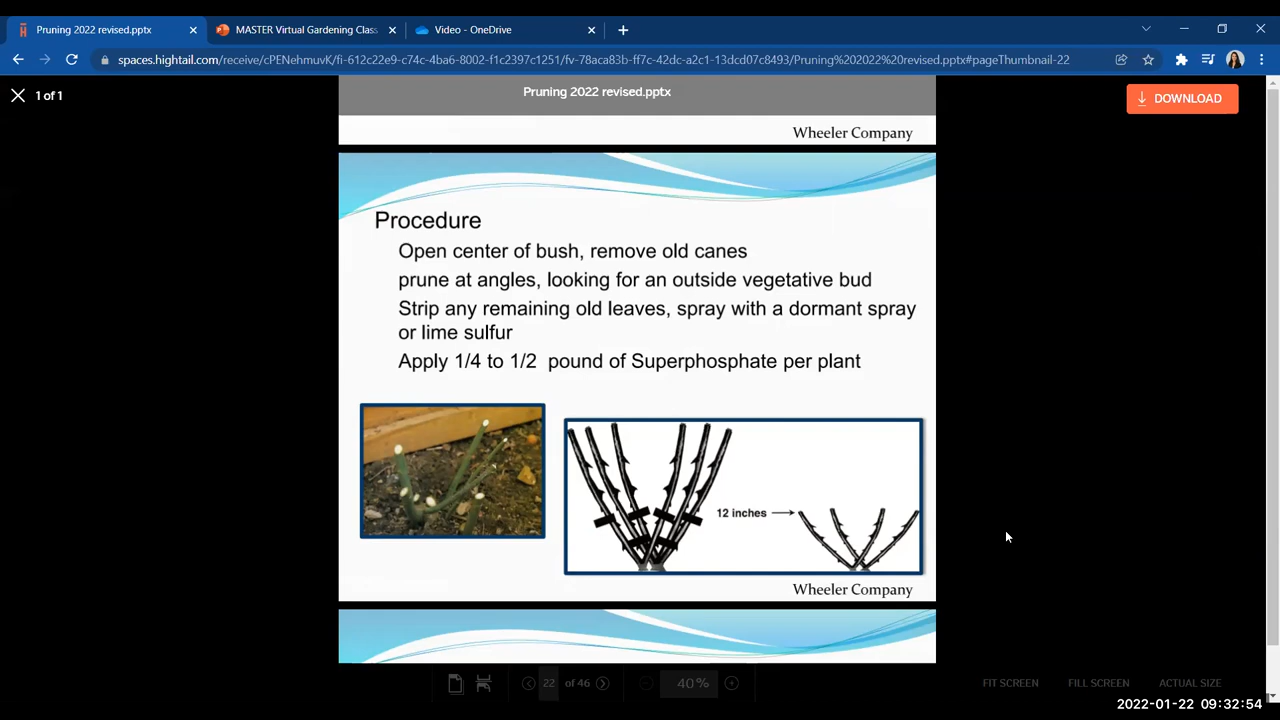 Pruning 2022 revised.pptx
MASTER Virtual Gardening Class
Video - OneDrive
spaces.hightail.com/receive/cPENehmuvK/fi-612c22e9-c74c-4ba6-8002-f1c2397c1251/fv-78aca83b-ff7c-42dc-a2c1-13dcd07c8493/Pruning%202022%20revised.pptx#pageThumbnail-22
1 of 1
Pruning 2022 revised.pptx
DOWNLOAD
Wheeler Company
Procedure
Open center of bush, remove old canes
prune at angles, looking for an outside vegetative bud
Strip any remaining old leaves, spray with a dormant spray
or lime sulfur
Apply 1/4 to 1/2 pound of Superphosphate per plant
12 inches
Wheeler Company
22 of 46
40%
FIT SCREEN
FILL SCREEN
ACTUAL SIZE
2022-01-22 09:32:54